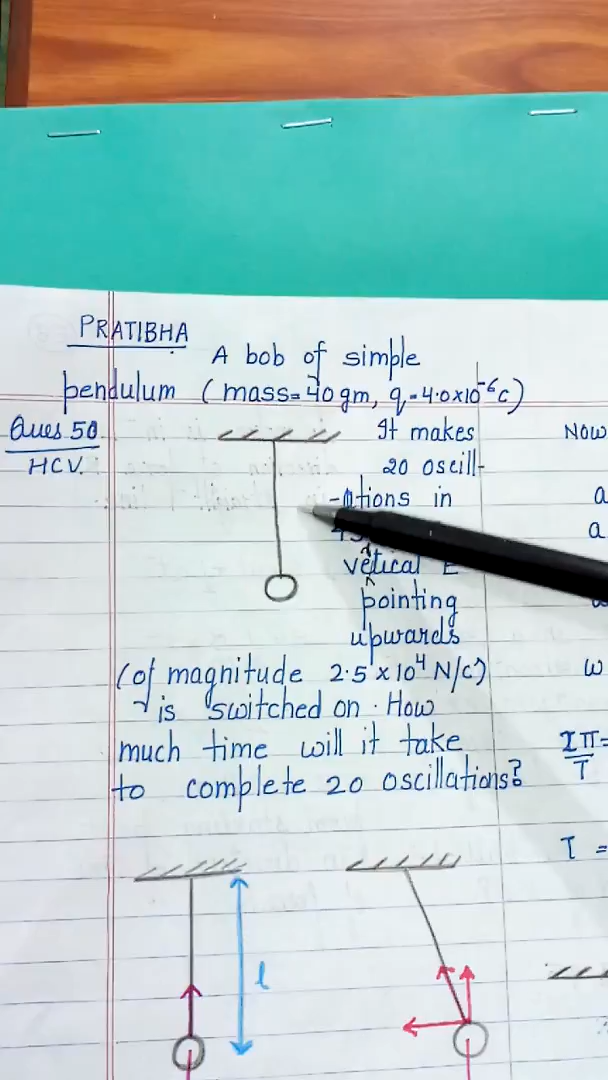 PRATIBHA
A bob of simple
pendulum (mass=40 gm, q=4.0x10⁻⁶C)
Ques 50
HCV.
It makes
20 oscill-
-ations in
vetical E
r
pointing
upwards
(of magnitude 2.5x10⁴ N/C)
is switched on. How
much time will it take
to complete 20 oscillations?
l
NOW
a
a
W
2π=
T
T =